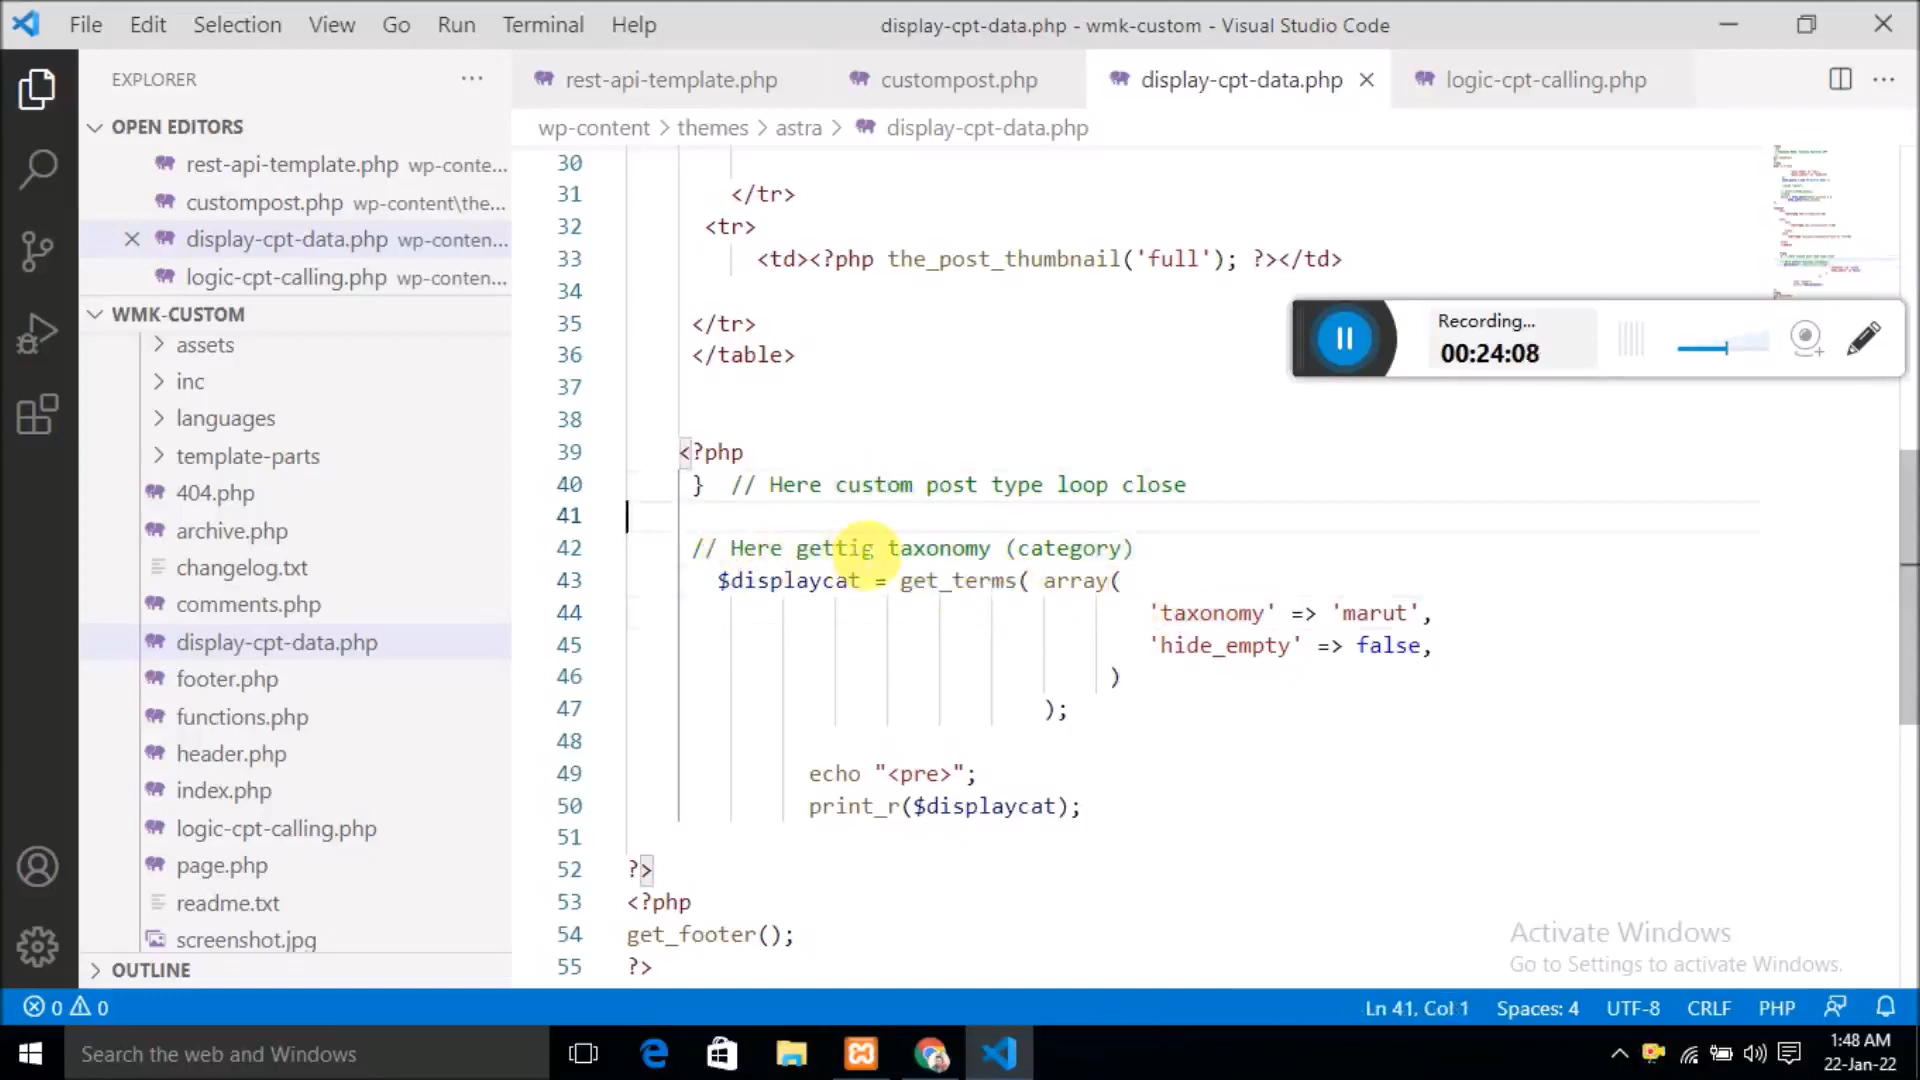 File Edit Selection View Go Run Terminal Help
display-cpt-data.php - wmk-custom - Visual Studio Code
EXPLORER
rest-api-template.php custompost.php display-cpt-data.php logic-cpt-calling.php
OPEN EDITORS
rest-api-template.php wp-conte...
custompost.php wp-content\the...
display-cpt-data.php wp-conten...
logic-cpt-calling.php wp-conten...
WMK-CUSTOM
assets
inc
languages
template-parts
404.php
archive.php
changelog.txt
comments.php
display-cpt-data.php
footer.php
functions.php
header.php
index.php
logic-cpt-calling.php
page.php
readme.txt
screenshot.jpg
OUTLINE
wp-content > themes > astra > display-cpt-data.php
30
31 </tr>
32 <tr>
33 <td><?php the_post_thumbnail('full'); ?></td>
34
35 </tr>
36 </table>
37
38
39 <?php
40 } // Here custom post type loop close
41
42 // Here gettig taxonomy (category)
43 $displaycat = get_terms( array(
44 'taxonomy' => 'marut',
45 'hide_empty' => false,
46 )
47 );
48
49 echo "<pre>";
50 print_r($displaycat);
51
52 ?>
53 <?php
54 get_footer();
55 ?>
Recording...
00:24:08
Activate Windows
Go to Settings to activate Windows.
0 0
Ln 41, Col 1 Spaces: 4 UTF-8 CRLF PHP
Search the web and Windows
1:48 AM
22-Jan-22